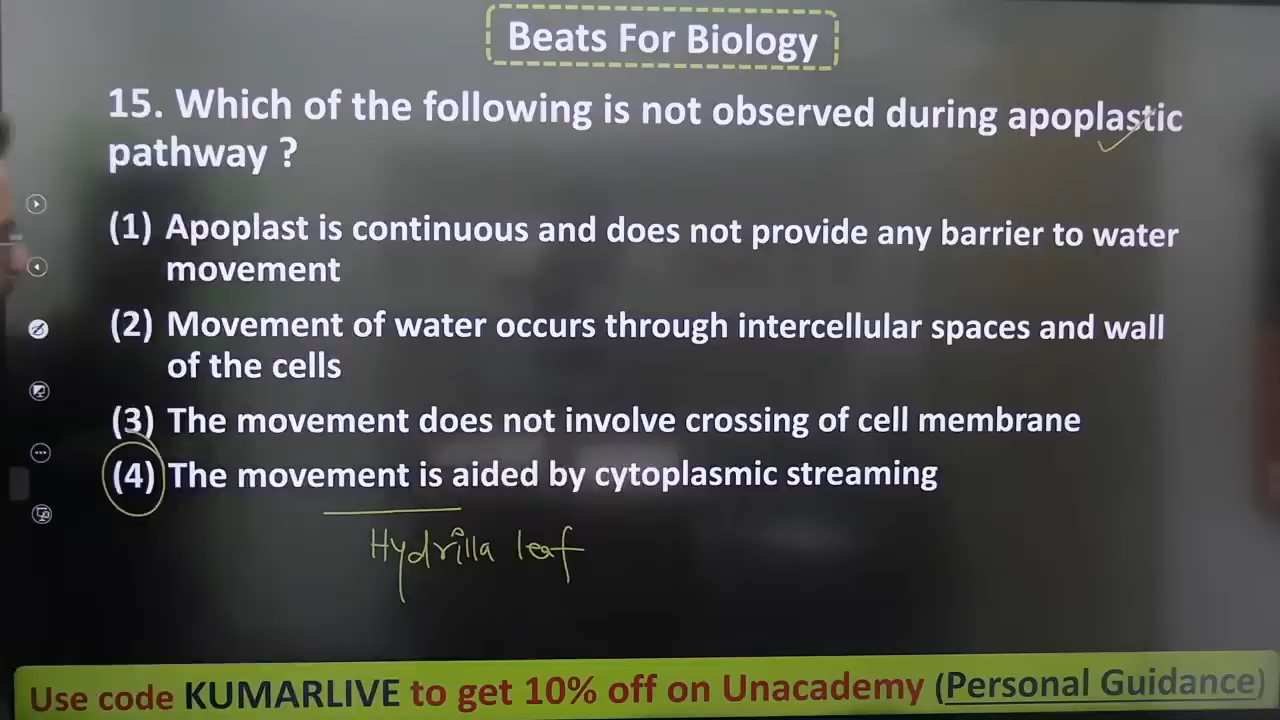 Beats For Biology
15. Which of the following is not observed during apoplastic
pathway ?
(1) Apoplast is continuous and does not provide any barrier to water
movement
(2) Movement of water occurs through intercellular spaces and wall
of the cells
(3) The movement does not involve crossing of cell membrane
(4) The movement is aided by cytoplasmic streaming
Hydrilla leaf
Use code KUMARLIVE to get 10% off on Unacademy (Personal Guidance)